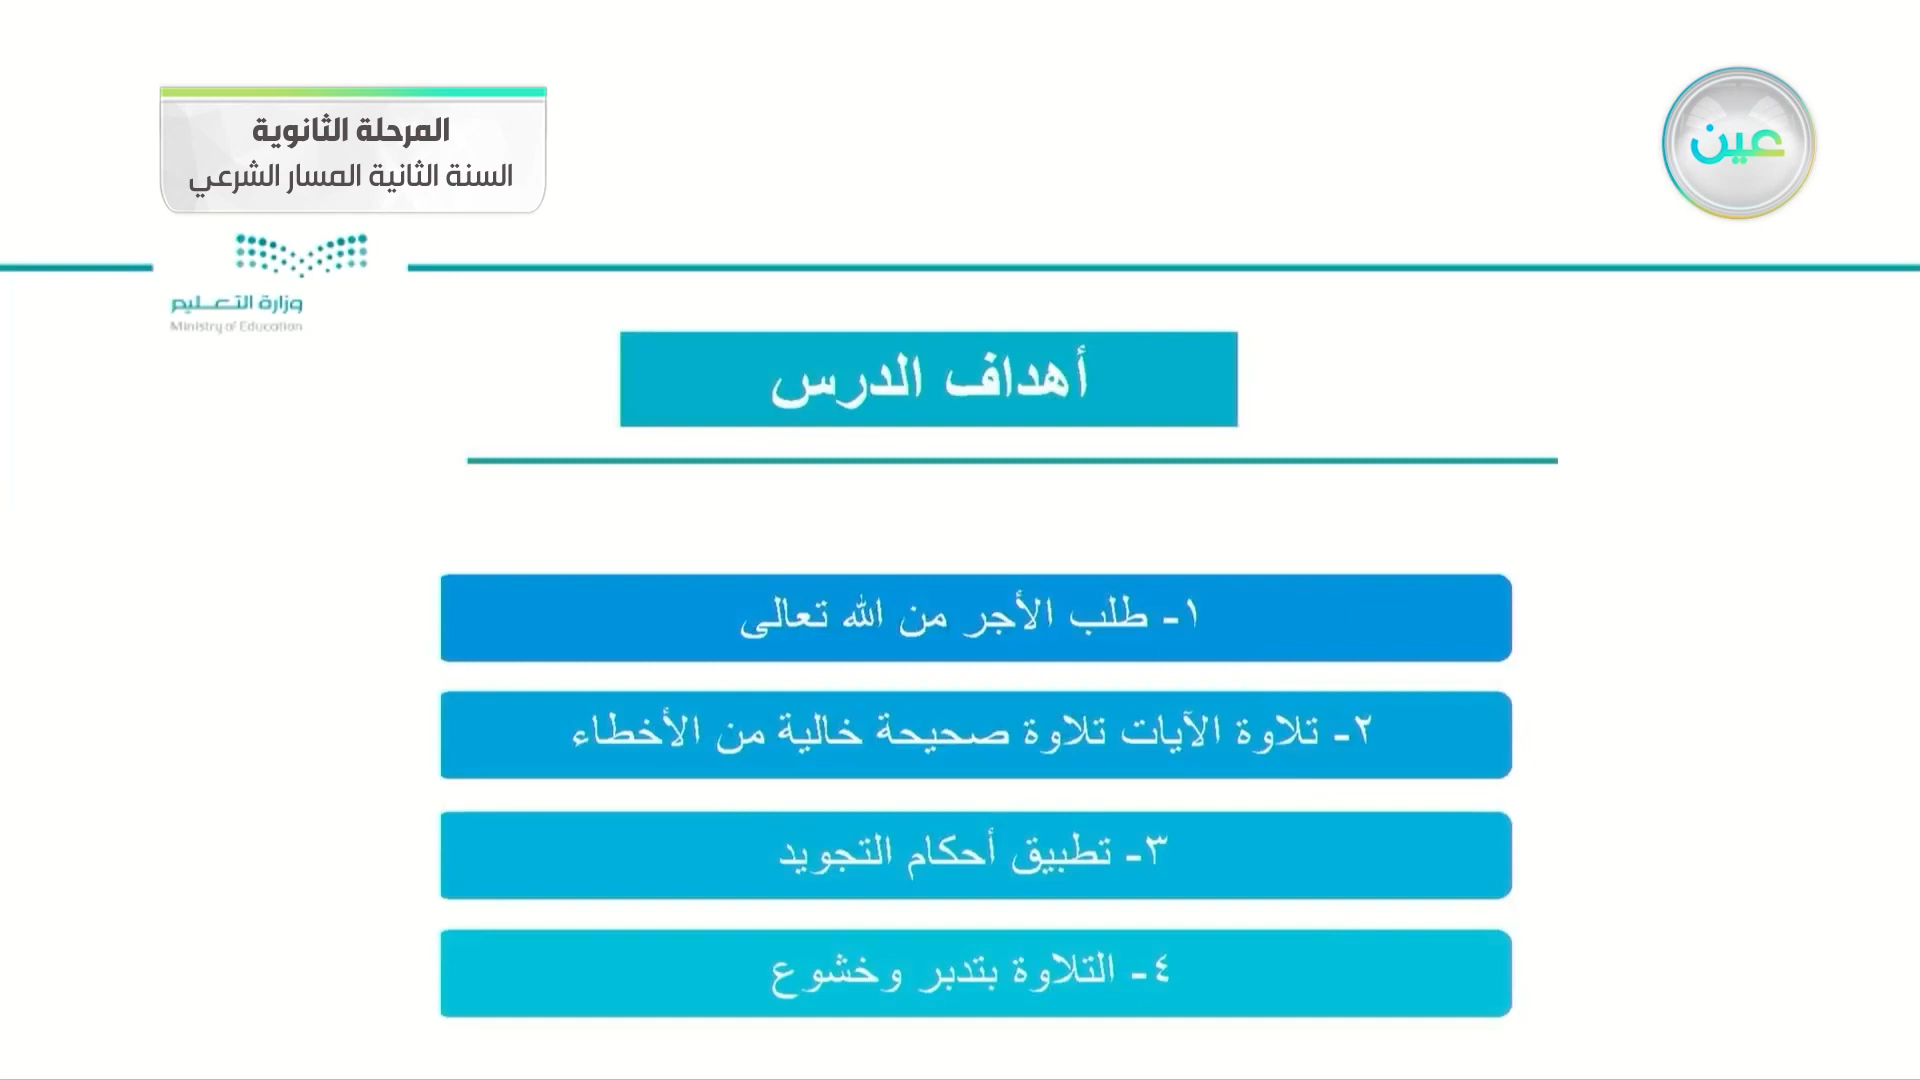 المرحلة الثانوية
السنة الثانية المسار الشرعي
عين
وزارة التعليم
Ministry of Education
أهداف الدرس
١- طلب الأجر من الله تعالى
٢- تلاوة الآيات تلاوة صحيحة خالية من الأخطاء
٣- تطبيق أحكام التجويد
٤- التلاوة بتدبر وخشوع